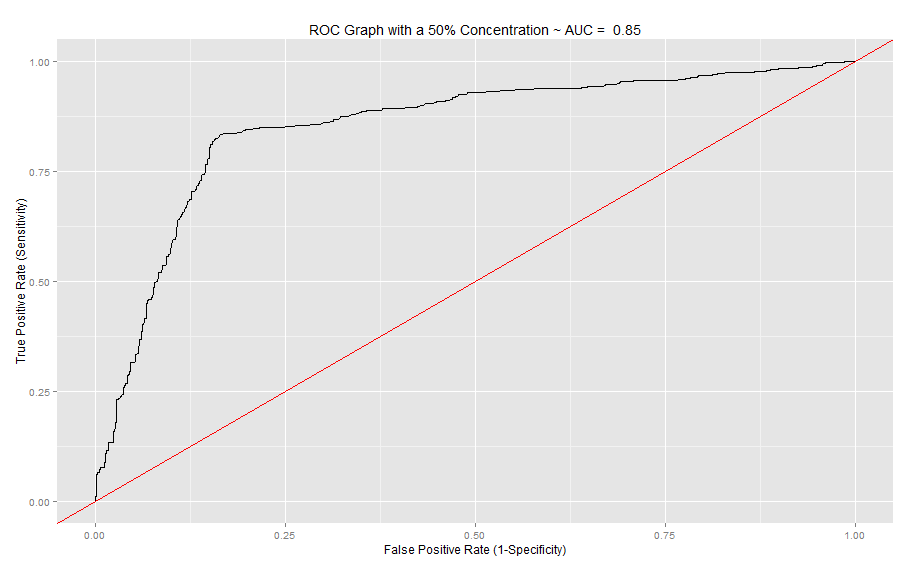 ROC Graph with a 50% Concentration ~ AUC =  0.85
1.00
0.75
0.50
0.25
0.00
True Positive Rate (Sensitivity)
0.00 0.25 0.50 0.75 1.00
False Positive Rate (1-Specificity)